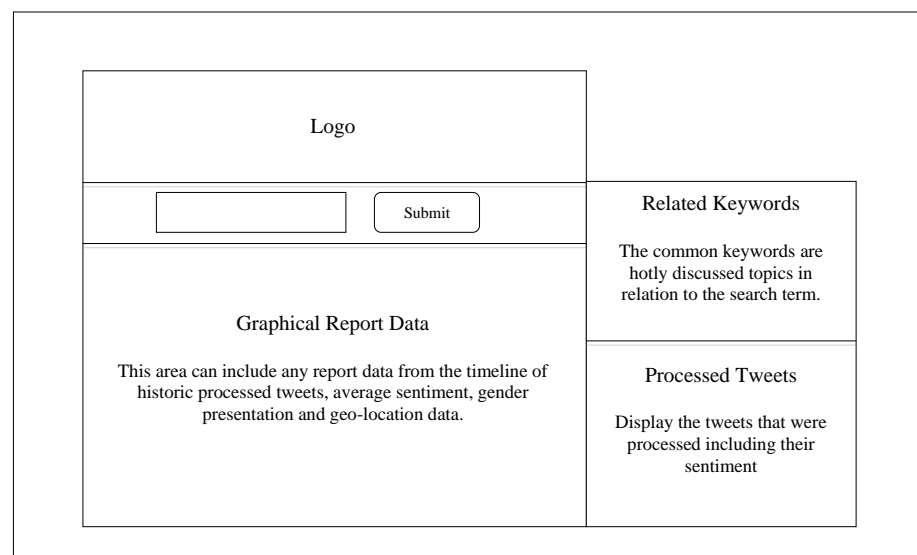 Logo
Submit
Graphical Report Data
This area can include any report data from the timeline of
historic processed tweets, average sentiment, gender
presentation and geo-location data.
Related Keywords
The common keywords are
hotly discussed topics in
relation to the search term.
Processed Tweets
Display the tweets that were
processed including their
sentiment